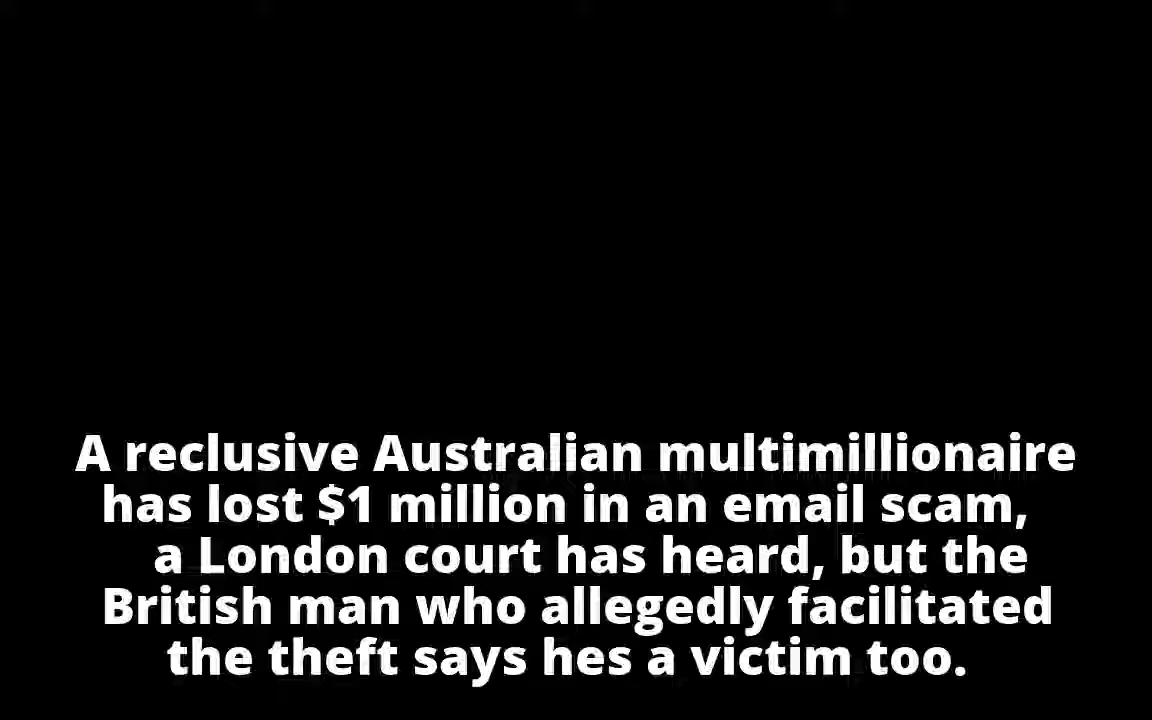 A reclusive Australian multimillionaire
has lost $1 million in an email scam,
a London court has heard, but the
British man who allegedly facilitated
the theft says hes a victim too.